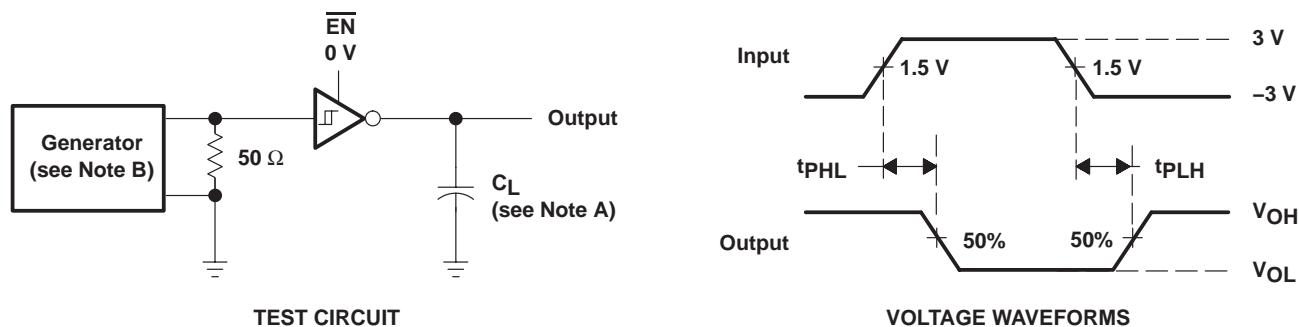 EN
0 V
Generator
(see Note B)
50 Ω
Output
CL
(see Note A)
TEST CIRCUIT
Input
1.5 V
1.5 V
3 V
–3 V
tPHL
tPLH
Output
50%
50%
VOH
VOL
VOLTAGE WAVEFORMS